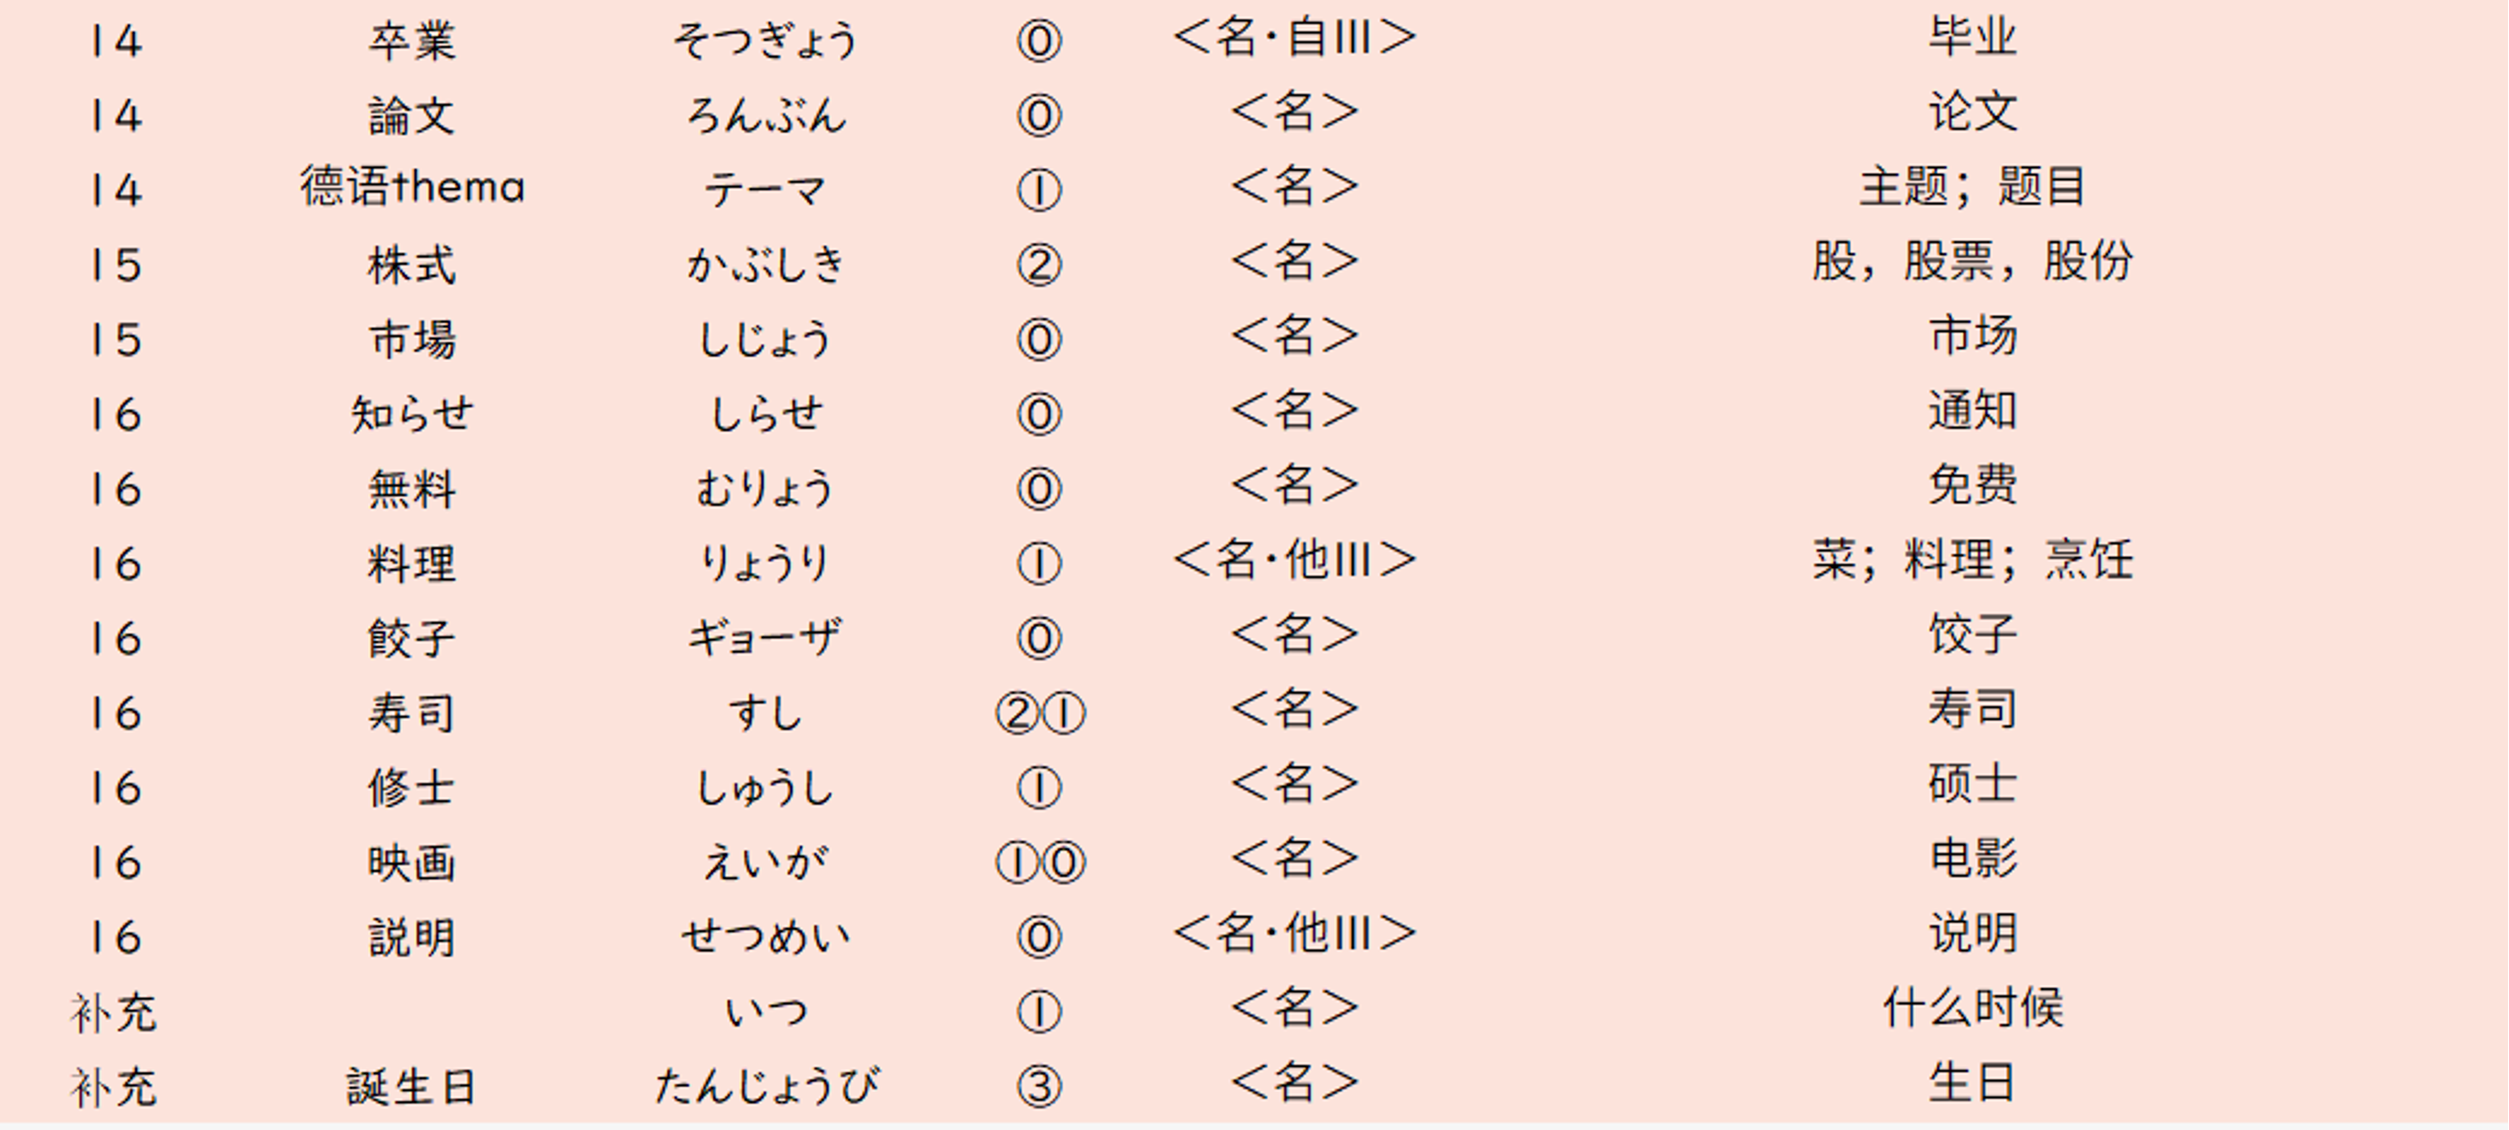 14 卒業 そつぎょう ⓪ ＜名·自III＞ 毕业
14 論文 ろんぶん ⓪ ＜名＞ 论文
14 德语thema テーマ ① ＜名＞ 主题；题目
15 株式 かぶしき ② ＜名＞ 股，股票，股份
15 市場 しじょう ⓪ ＜名＞ 市场
16 知らせ しらせ ⓪ ＜名＞ 通知
16 無料 むりょう ⓪ ＜名＞ 免费
16 料理 りょうり ① ＜名·他III＞ 菜；料理；烹饪
16 餃子 ギョーザ ⓪ ＜名＞ 饺子
16 寿司 すし ②① ＜名＞ 寿司
16 修士 しゅうし ① ＜名＞ 硕士
16 映画 えいが ①⓪ ＜名＞ 电影
16 説明 せつめい ⓪ ＜名·他III＞ 说明
补充 いつ ① ＜名＞ 什么时候
补充 誕生日 たんじょうび ③ ＜名＞ 生日